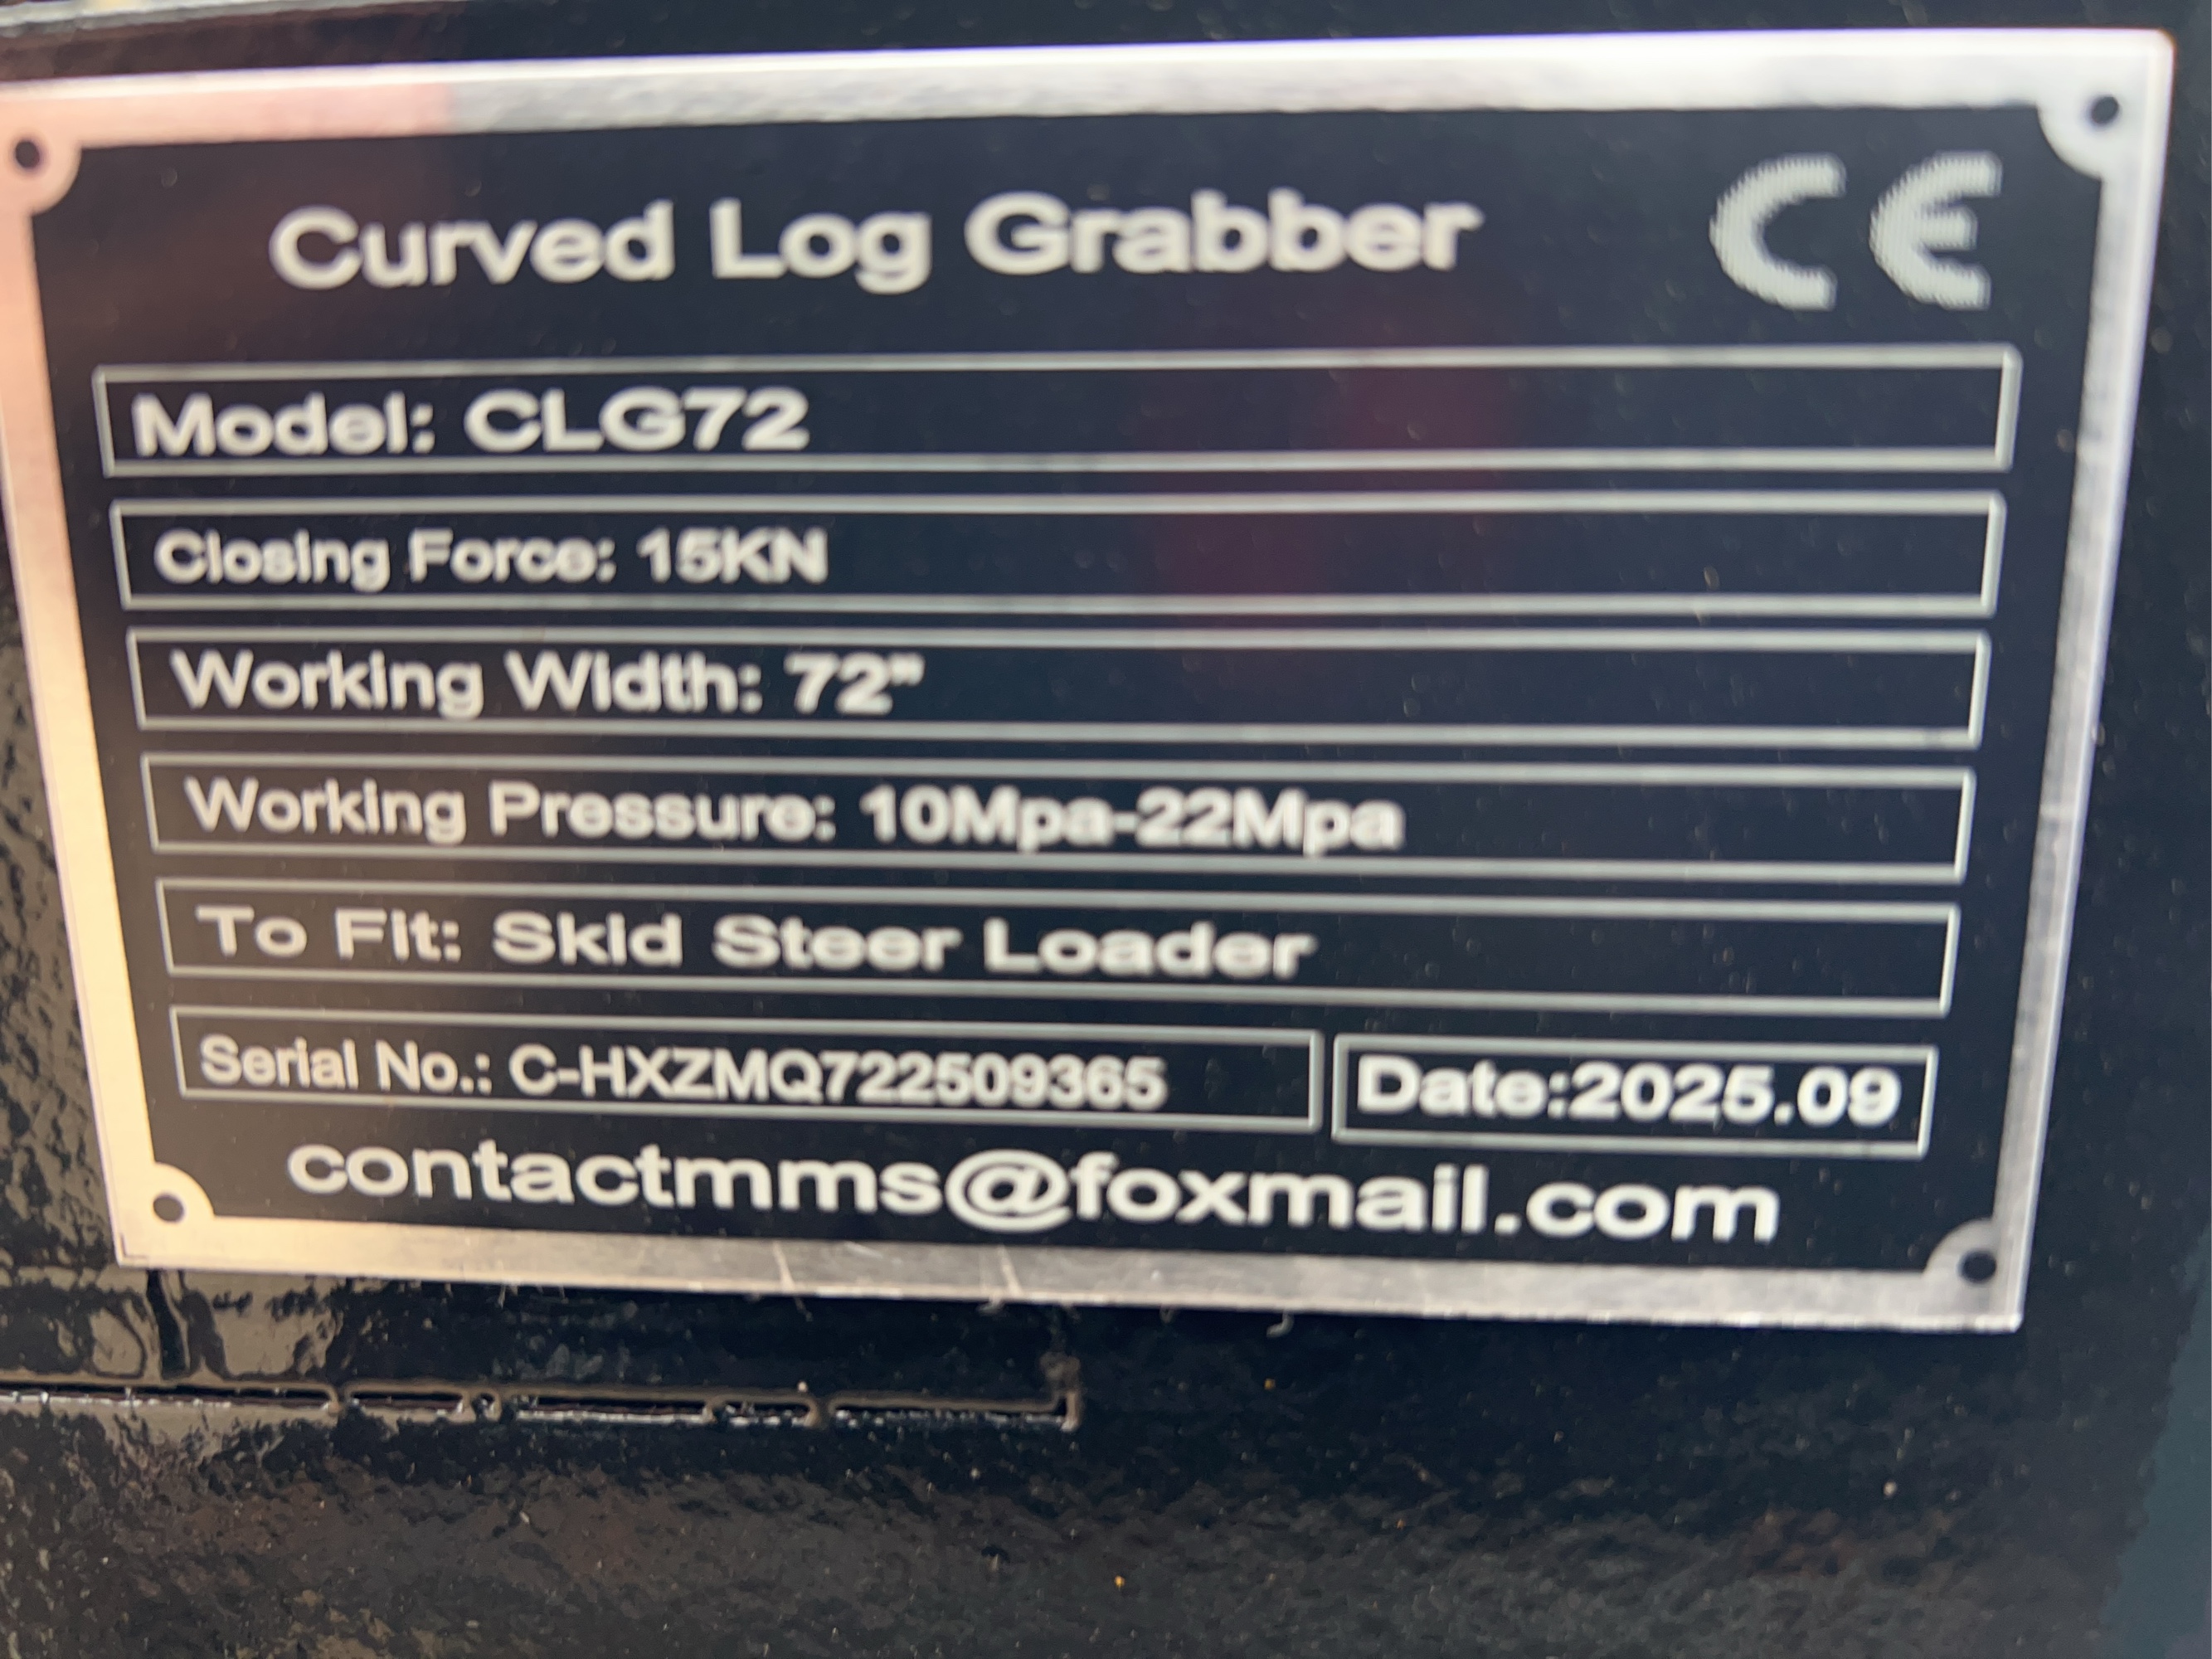 Curved Log Grabber CE
Model: CLG72
Closing Force: 15KN
Working Width: 72”
Working Pressure: 10Mpa-22Mpa
To Fit: Skid Steer Loader
Serial No.: C-HXZMQ722509365 Date:2025.09
contactmms@foxmail.com